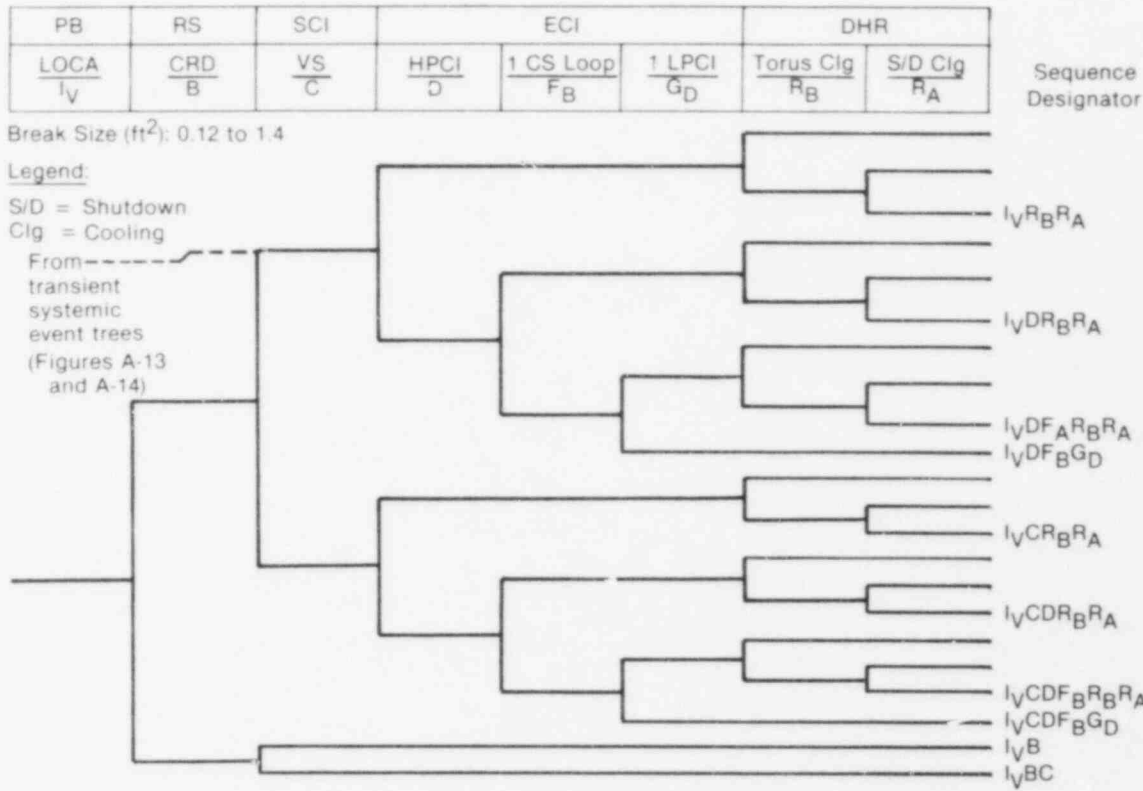 PB RS SCI ECI DHR
LOCA CRD VS HPCI 1 CS Loop 1 LPCI Torus Clg S/D Clg
I_V B C D F_B G_D R_B R_A
Sequence
Designator
Break Size (ft²): 0.12 to 1.4
Legend:
S/D = Shutdown
Clg = Cooling
From
transient
systemic
event trees
(Figures A-13
and A-14)
I_VR_BR_A
I_VDR_BR_A
I_VDF_AR_BR_A
I_VDF_BG_D
I_VCR_BR_A
I_VCDR_BR_A
I_VCDF_BR_BR_A
I_VCDF_BG_D
I_VB
I_VBC